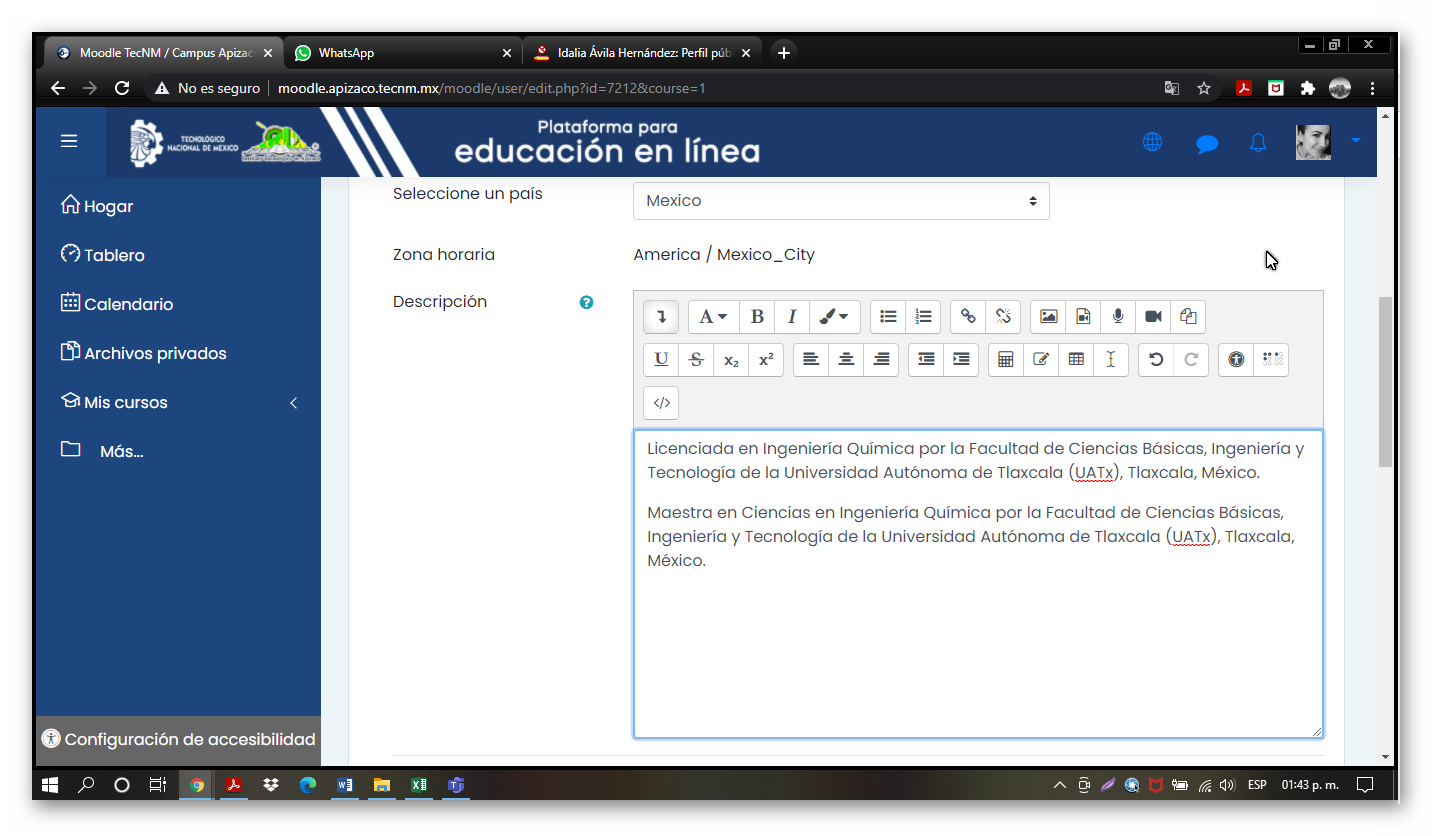 Moodle TecNM / Campus Apizac
WhatsApp
Idalia Ávila Hernández: Perfil púb
No es seguro
moodle.apizaco.tecnm.mx/moodle/user/edit.php?id=7212&course=1
TECNOLÓGICO
NACIONAL DE MÉXICO
Plataforma para
educación en línea
Hogar
Tablero
Calendario
Archivos privados
Mis cursos
Más...
Configuración de accesibilidad
Seleccione un país
Mexico
Zona horaria
America / Mexico_City
Descripción
Licenciada en Ingeniería Química por la Facultad de Ciencias Básicas, Ingeniería y
Tecnología de la Universidad Autónoma de Tlaxcala (UATx), Tlaxcala, México.
Maestra en Ciencias en Ingeniería Química por la Facultad de Ciencias Básicas,
Ingeniería y Tecnología de la Universidad Autónoma de Tlaxcala (UATx), Tlaxcala,
México.
ESP
01:43 p. m.